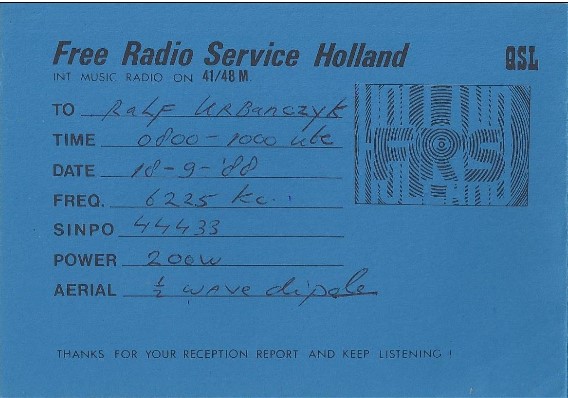 Free Radio Service Holland
QSL
INT MUSIC RADIO ON 41/48 M.
FRS
TO Ralf Urbanczyk
TIME 0800-1000 utc
DATE 18-9-'88
FREQ. 6225 kc.
SINPO 44433
POWER 200W
AERIAL ½ wave dipole
THANKS FOR YOUR RECEPTION REPORT AND KEEP LISTENING !